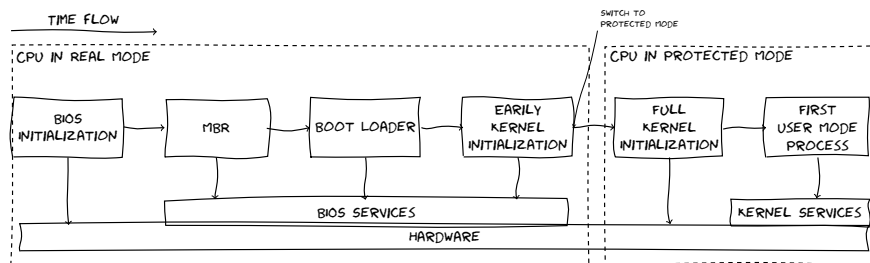 TIME FLOW
SWITCH TO
PROTECTED MODE
CPU IN REAL MODE
CPU IN PROTECTED MODE
BIOS
INITIALIZATION
MBR
BOOT LOADER
EARILY
KERNEL
INITIALIZATION
FULL
KERNEL
INITIALIZATION
FIRST
USER MODE
PROCESS
BIOS SERVICES
KERNEL SERVICES
HARDWARE